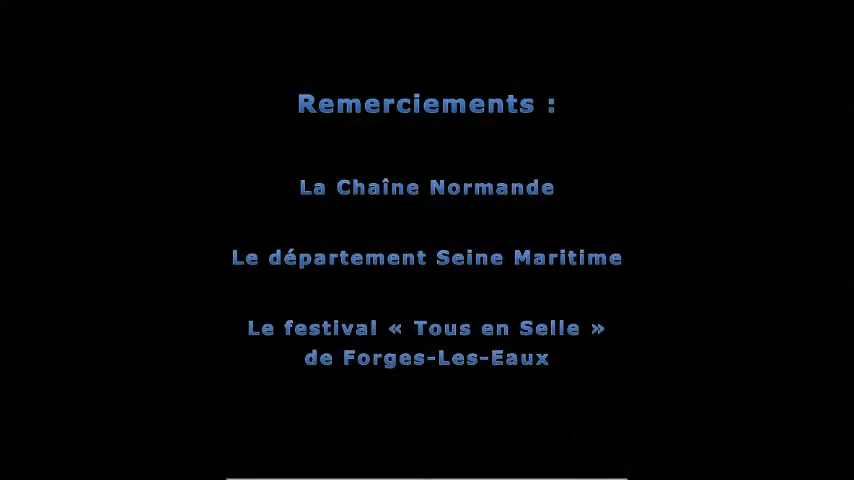 Remerciements :
La Chaîne Normande
Le département Seine Maritime
Le festival « Tous en Selle »
de Forges-Les-Eaux